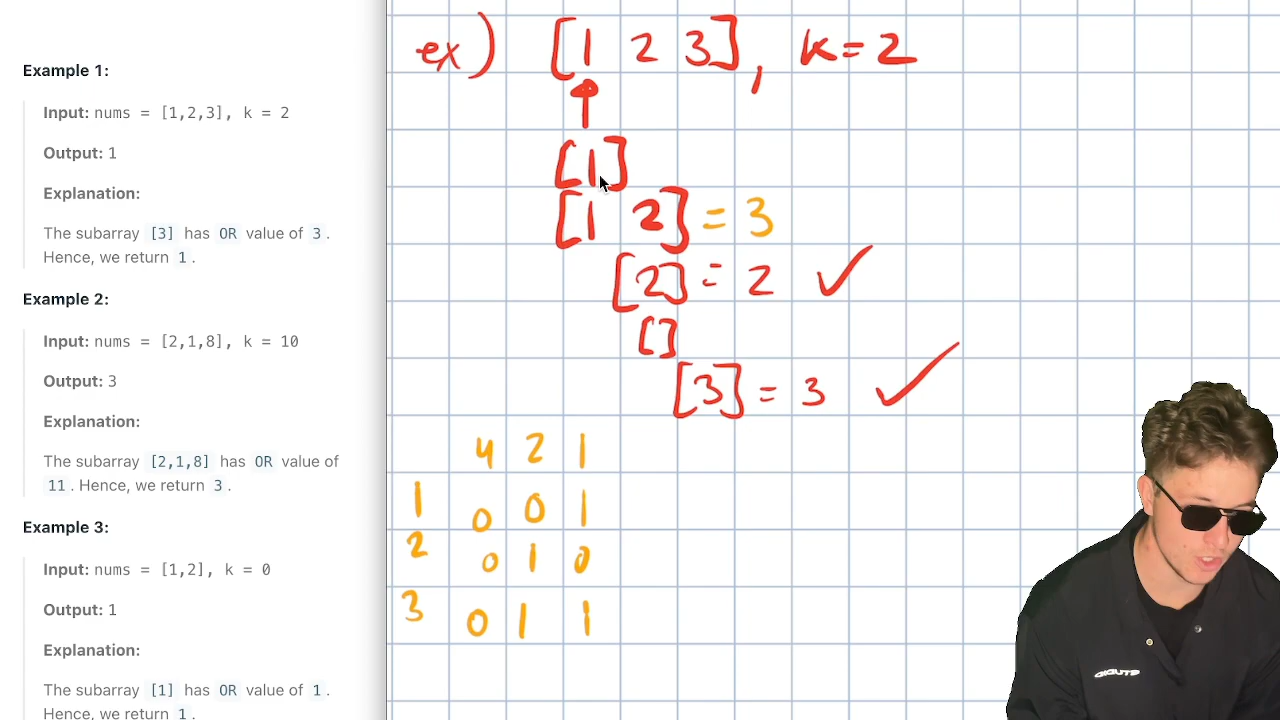 Example 1:
Input: nums = [1,2,3], k = 2
Output: 1
Explanation:
The subarray [3] has OR value of 3.
Hence, we return 1.
Example 2:
Input: nums = [2,1,8], k = 10
Output: 3
Explanation:
The subarray [2,1,8] has OR value of
11. Hence, we return 3.
Example 3:
Input: nums = [1,2], k = 0
Output: 1
Explanation:
The subarray [1] has OR value of 1.
Hence, we return 1.
ex) [1 2 3], k=2
[1]
[1 2] = 3
[2] = 2 ✓
[]
[3] = 3 ✓
4 2 1
1 0 0 1
2 0 1 0
3 0 1 1